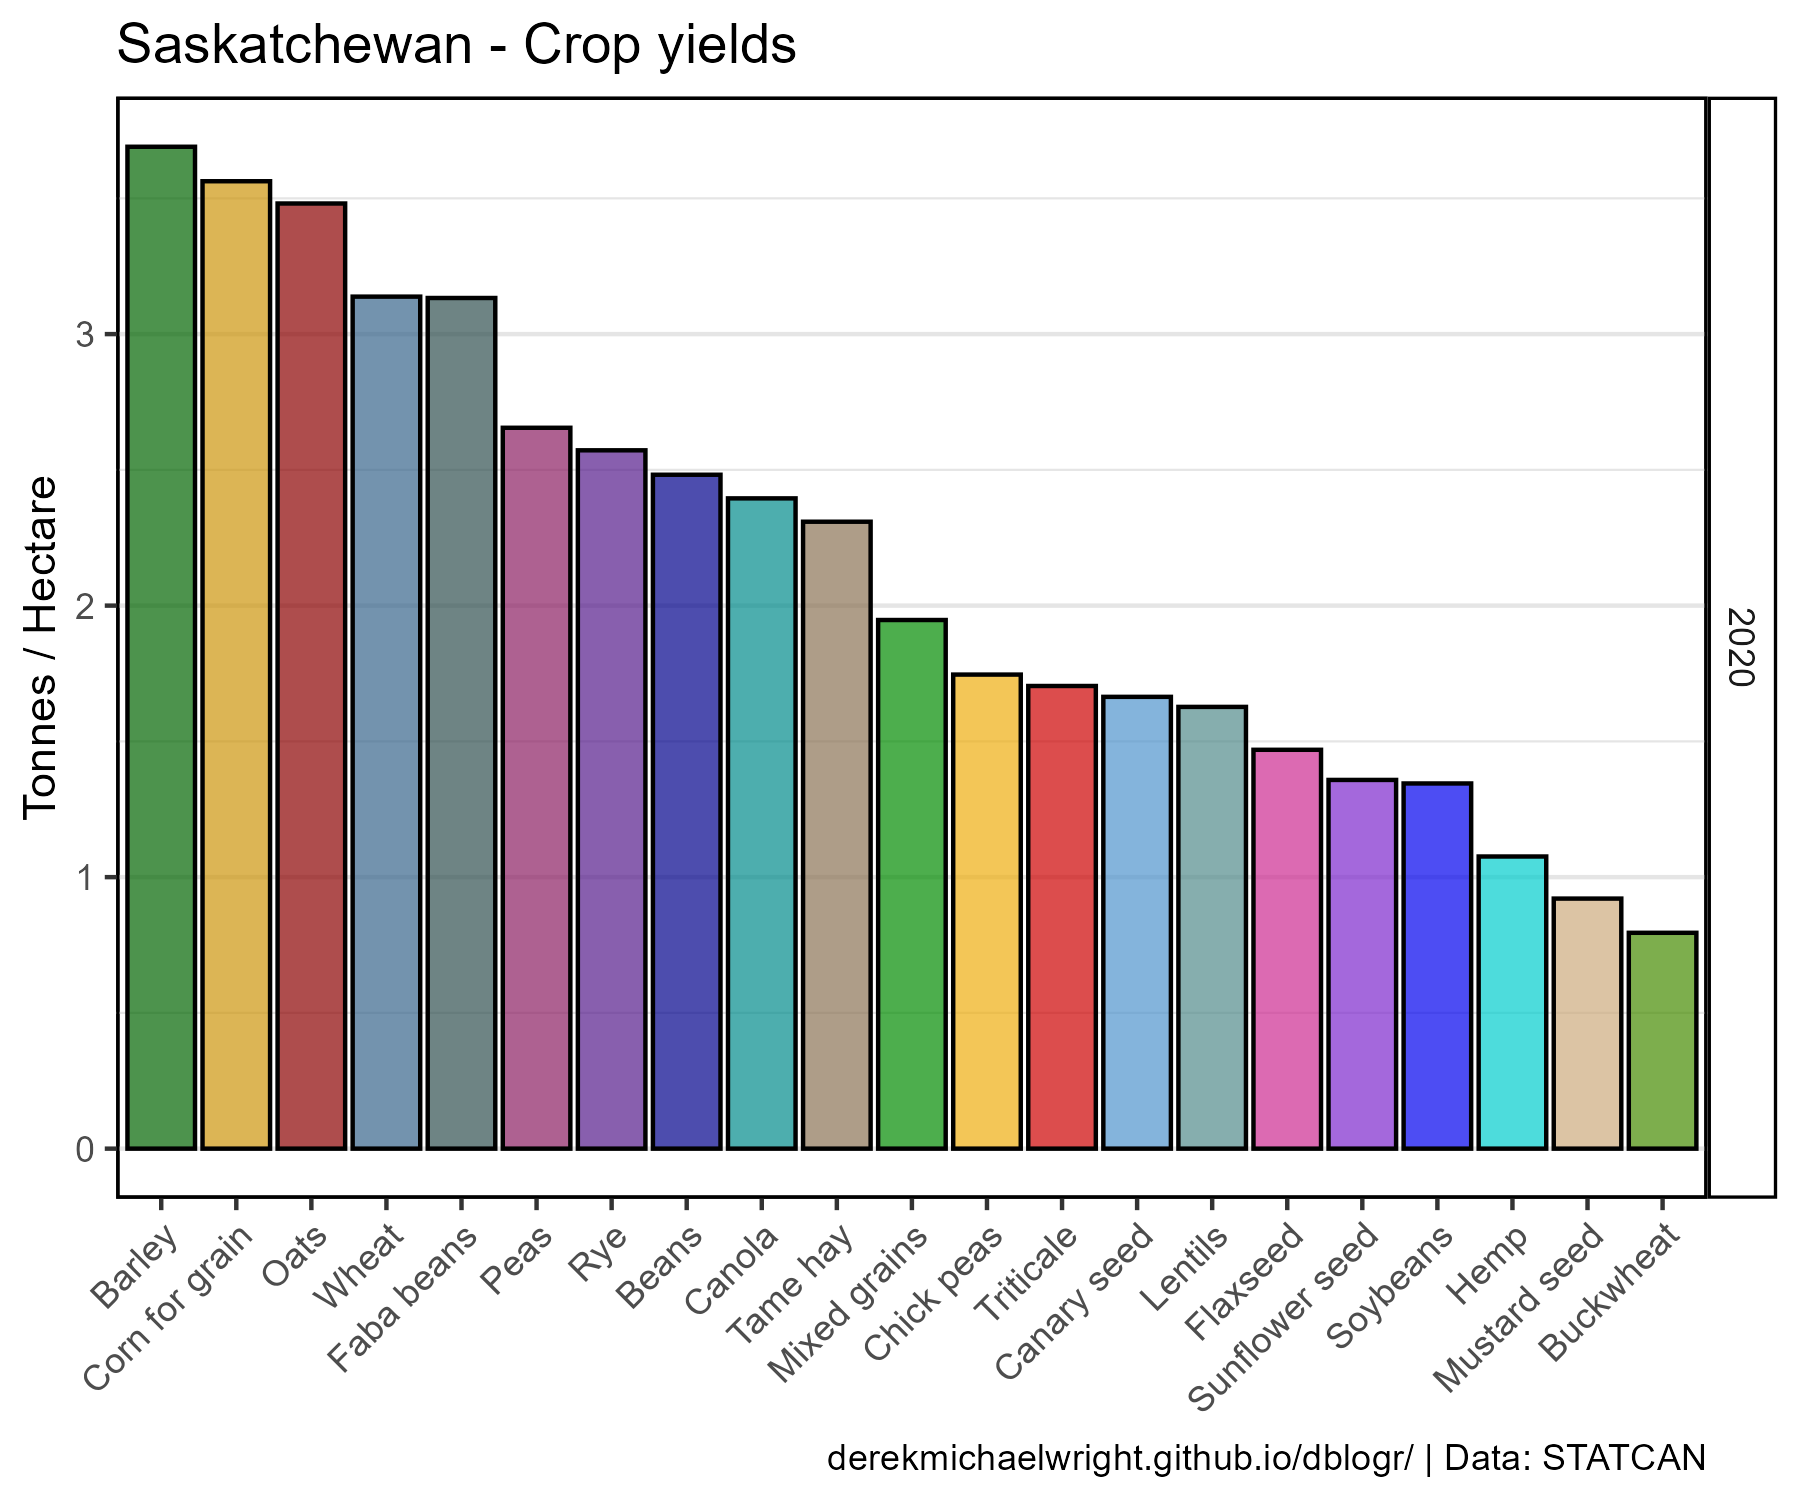 Saskatchewan - Crop yields
Tonnes / Hectare
3
2
1
0
2020
Barley
Corn for grain
Oats
Wheat
Faba beans
Peas
Rye
Beans
Canola
Tame hay
Mixed grains
Chick peas
Triticale
Canary seed
Lentils
Flaxseed
Sunflower seed
Soybeans
Hemp
Mustard seed
Buckwheat
derekmichaelwright.github.io/dblogr/ | Data: STATCAN